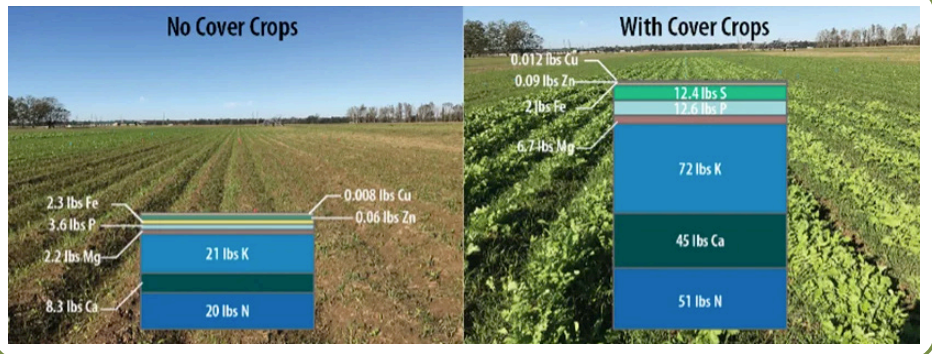 No Cover Crops
2.3 lbs Fe
0.008 lbs Cu
3.6 lbs P
0.06 lbs Zn
2.2 lbs Mg
21 lbs K
8.3 lbs Ca
20 lbs N
With Cover Crops
0.012 lbs Cu
0.09 lbs Zn
12.4 lbs S
2 lbs Fe
12.6 lbs P
6.7 lbs Mg
72 lbs K
45 lbs Ca
51 lbs N